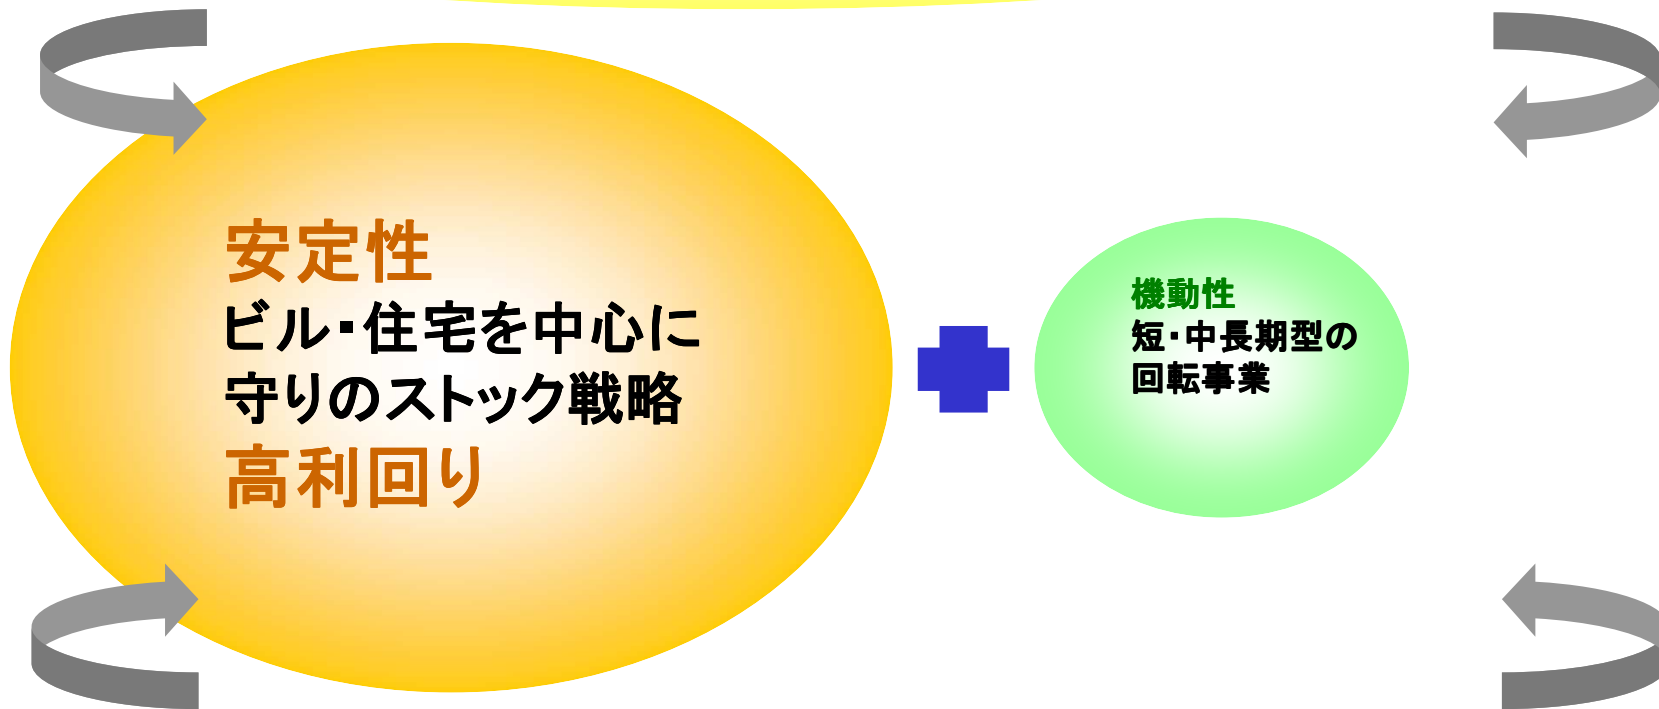 安定性
ビル・住宅を中心に
守りのストック戦略
高利回り
機動性
短・中長期型の
回転事業